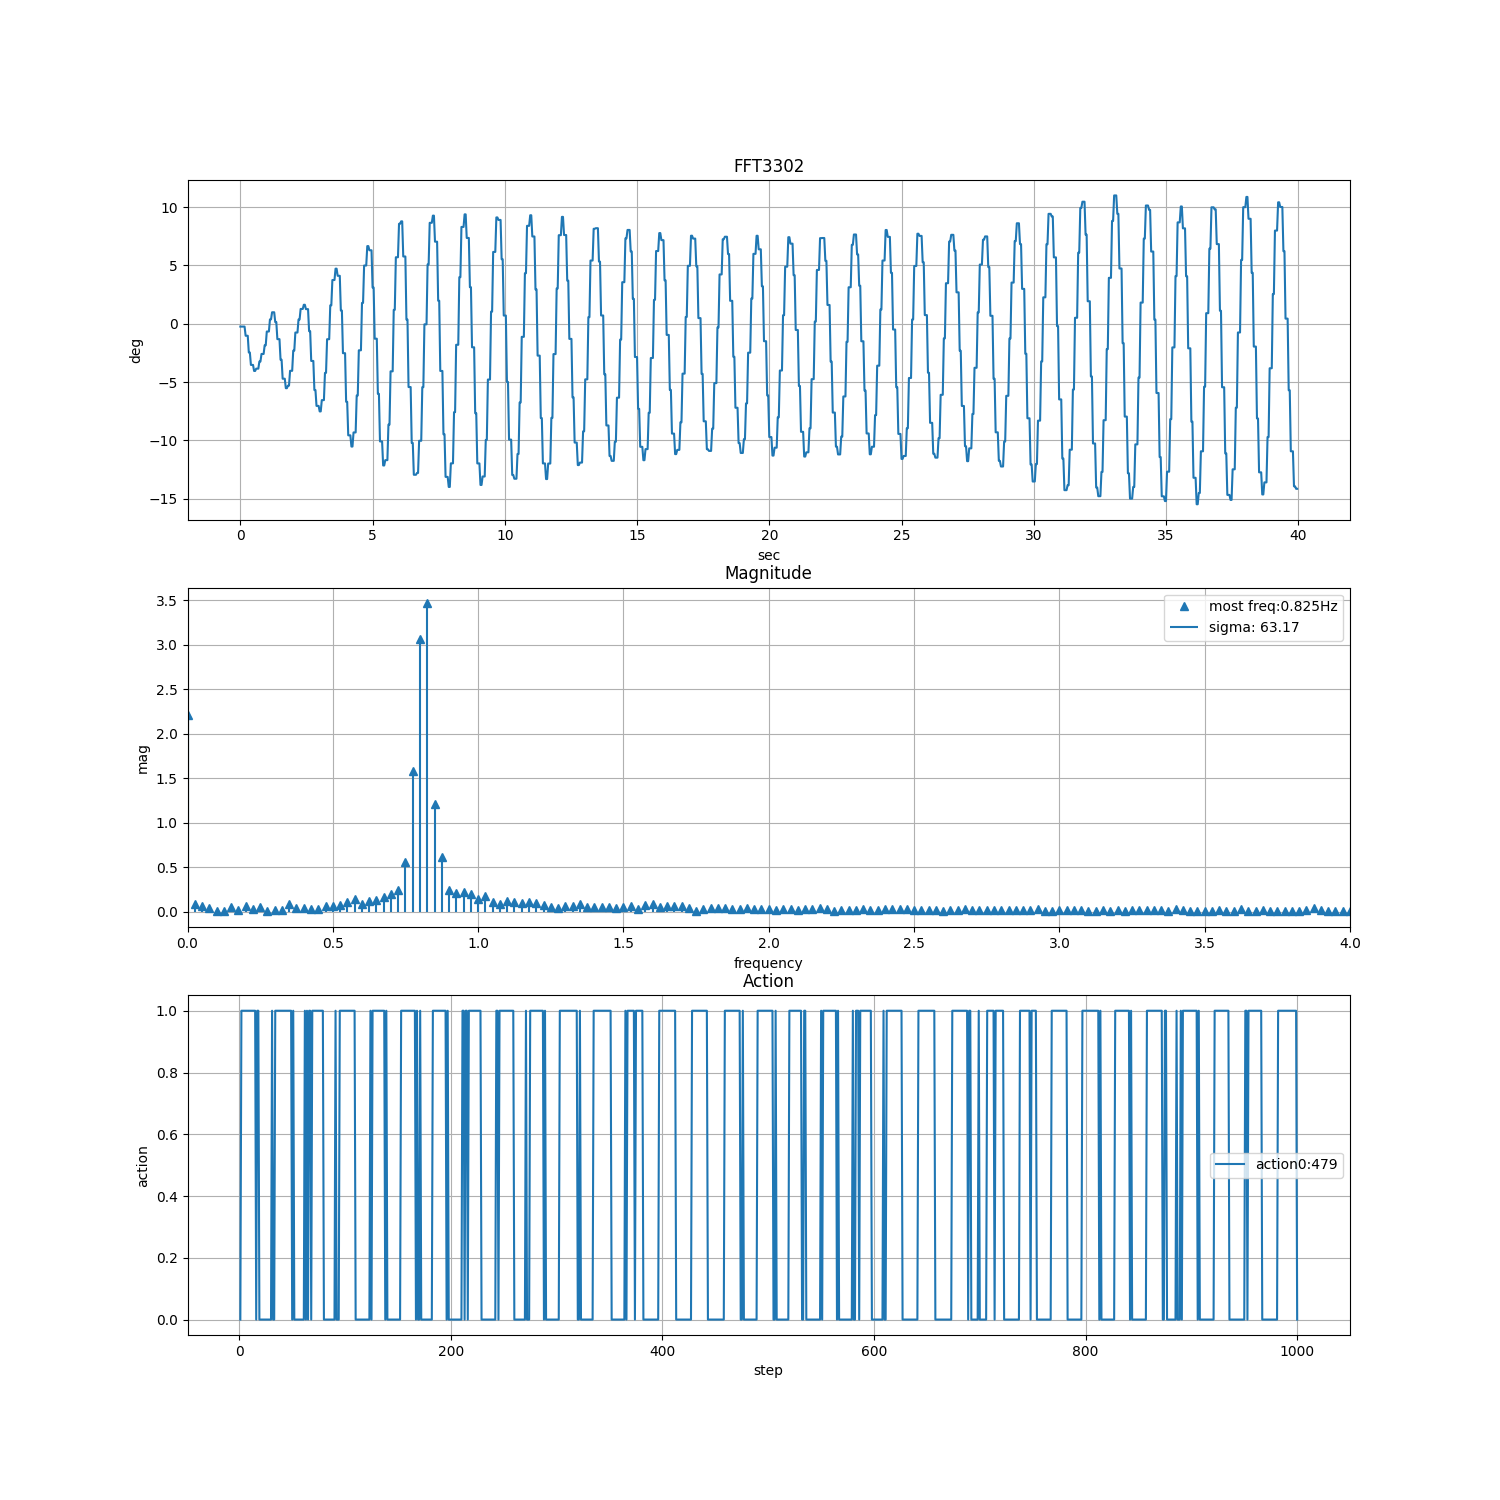 FFT3302
10
5
0
−5
−10
−15
deg
0 5 10 15 20 25 30 35 40
sec
Magnitude
3.5
3.0
2.5
2.0
1.5
1.0
0.5
0.0
mag
most freq:0.825Hz
sigma: 63.17
0.0 0.5 1.0 1.5 2.0 2.5 3.0 3.5 4.0
frequency
Action
1.0
0.8
0.6
0.4
0.2
0.0
action
action0:479
0 200 400 600 800 1000
step